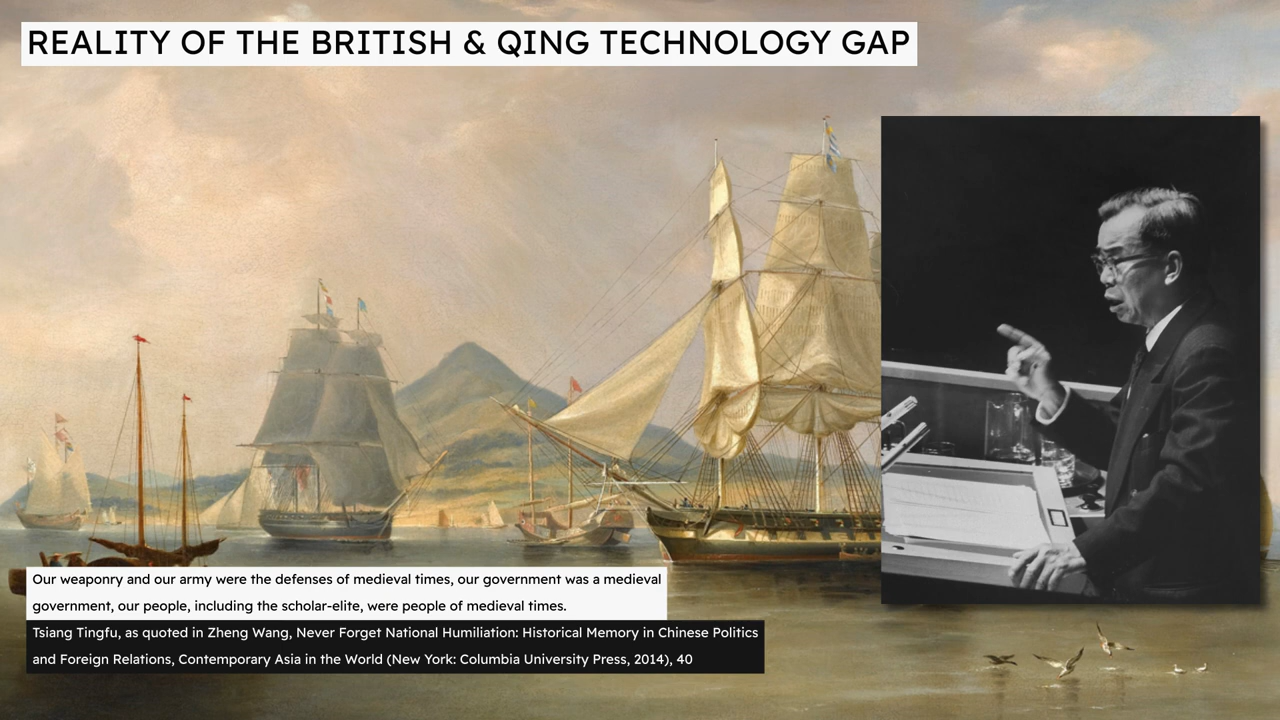 REALITY OF THE BRITISH & QING TECHNOLOGY GAP
Our weaponry and our army were the defenses of medieval times, our government was a medieval
government, our people, including the scholar-elite, were people of medieval times.
Tsiang Tingfu, as quoted in Zheng Wang, Never Forget National Humiliation: Historical Memory in Chinese Politics
and Foreign Relations, Contemporary Asia in the World (New York: Columbia University Press, 2014), 40